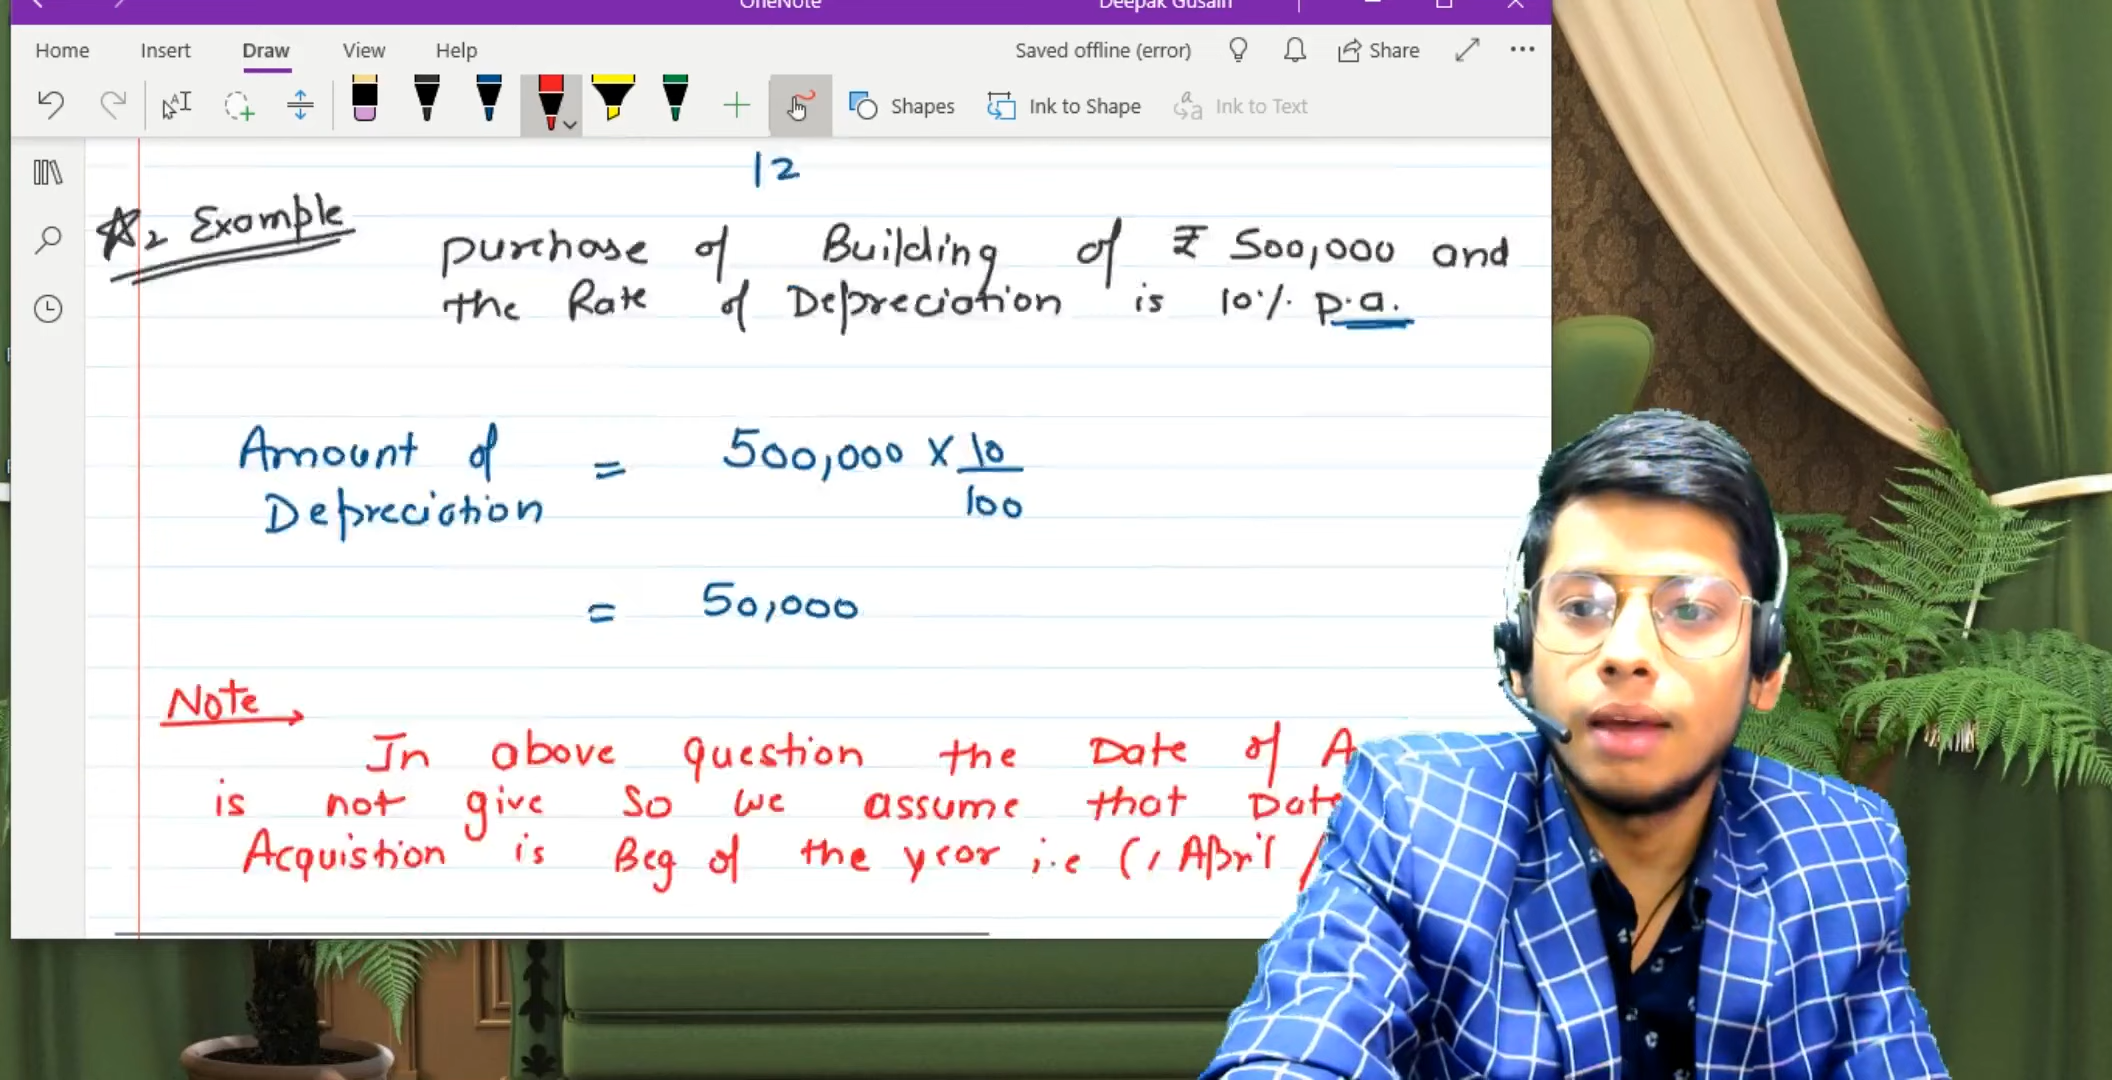 OneNote
Deepak Gusain
Home Insert Draw View Help Saved offline (error) Share
Shapes Ink to Shape Ink to Text
12
2 Example
purchase of Building of ₹ 500,000 and
the Rate of Depreciation is 10% p.a.
Amount of = 500,000 × 10
Depreciation 100
= 50,000
Note
In above question the Date of A
is not give so we assume that Date
Acquistion is Beg of the year i.e (1 April /